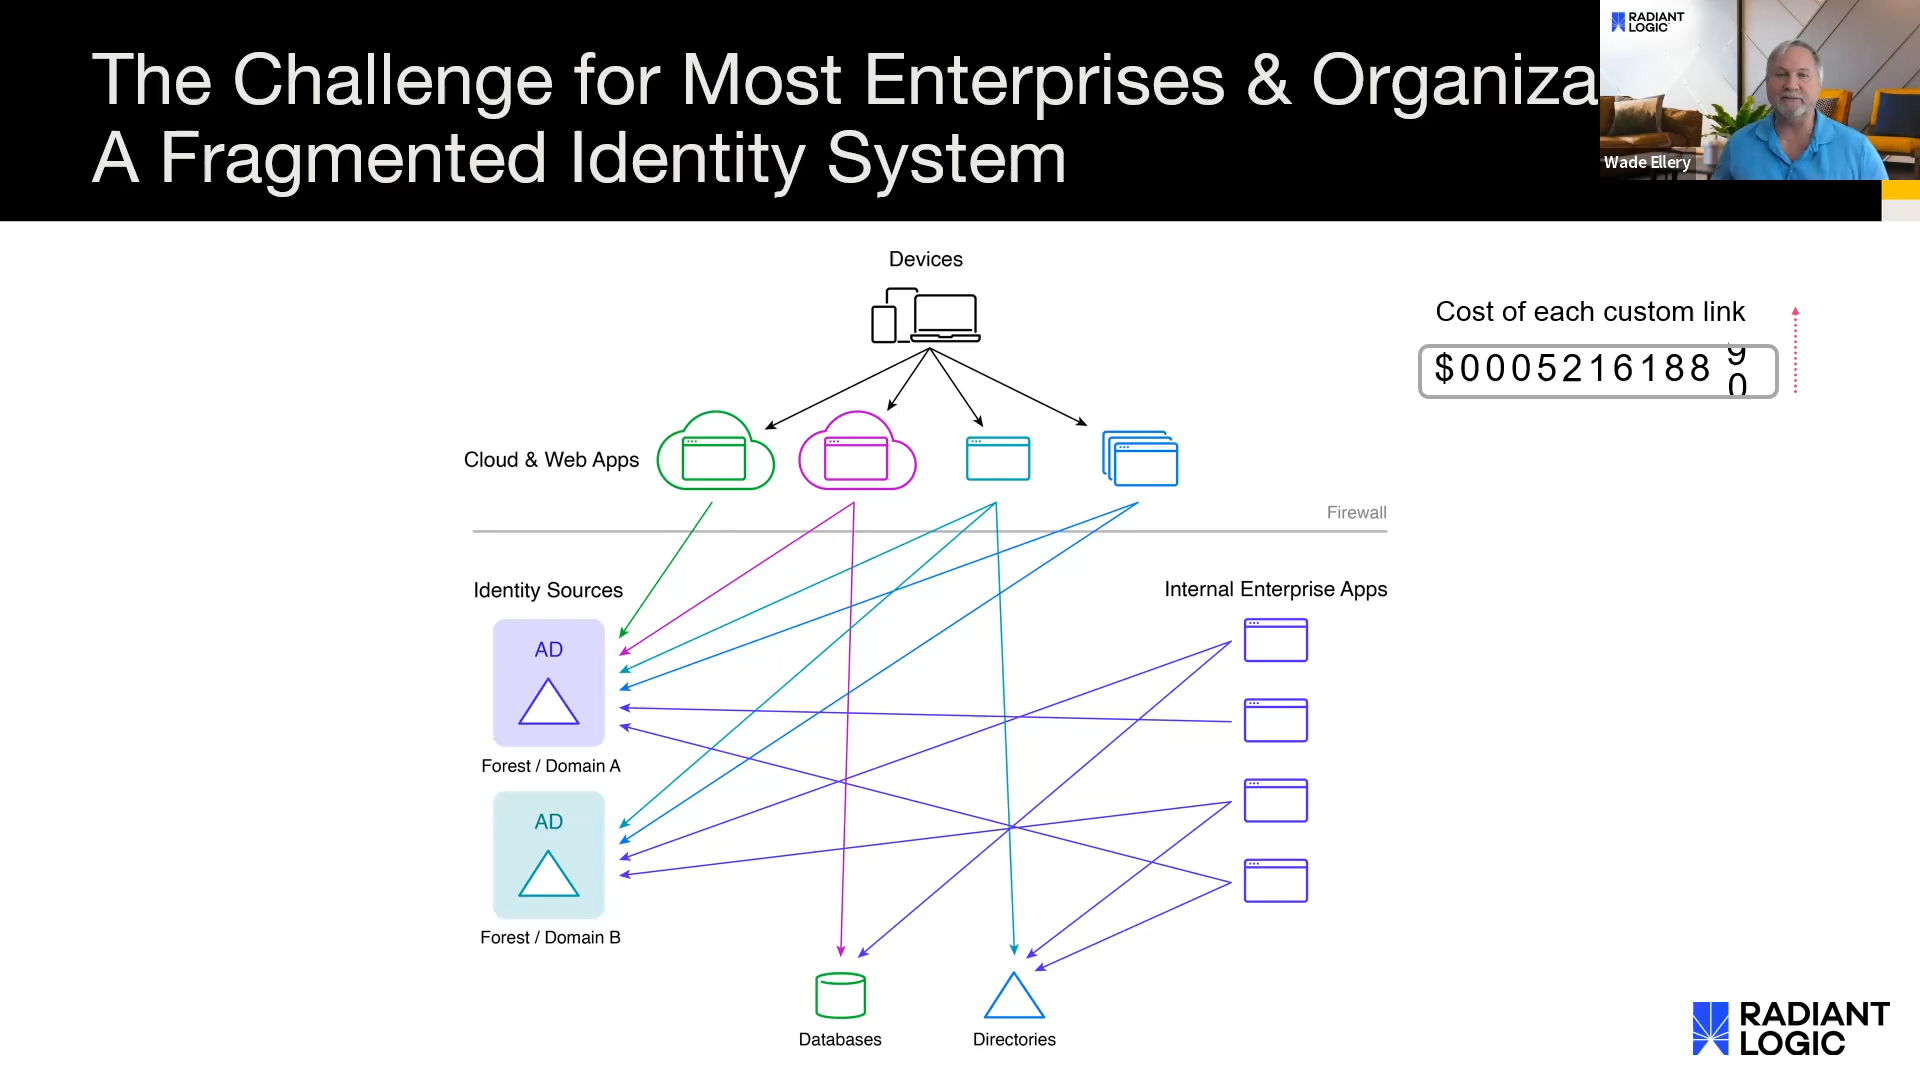 The Challenge for Most Enterprises & Organiza
A Fragmented Identity System
RADIANT
LOGIC
Wade Ellery
Devices
Cost of each custom link
$0005216188
Cloud & Web Apps
Firewall
Identity Sources
Internal Enterprise Apps
AD
Forest / Domain A
AD
Forest / Domain B
Databases
Directories
RADIANT
LOGIC